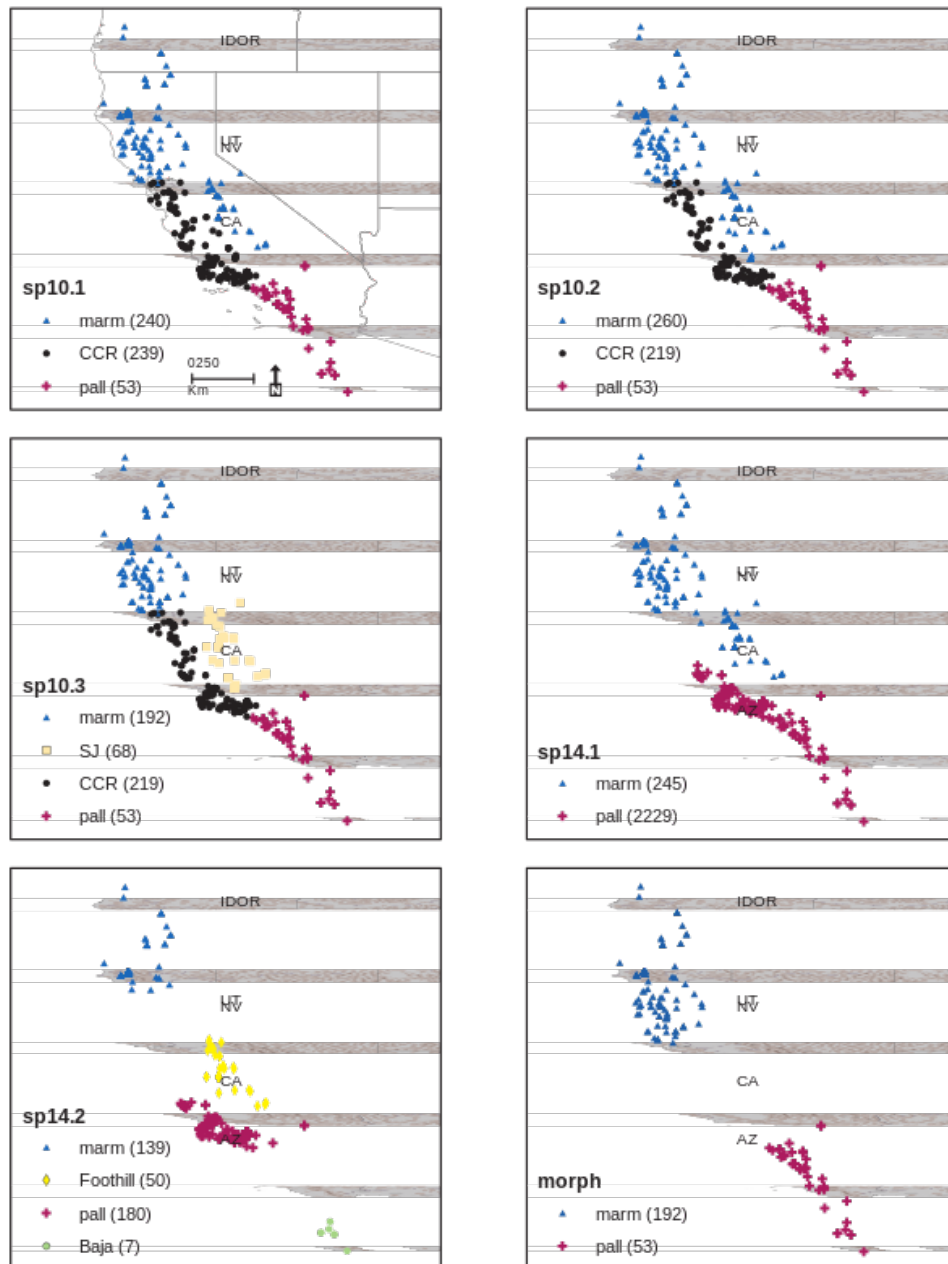 IDOR
UT
NV
CA
sp10.1
marm (240)
CCR (239)
pall (53)
0250
Km
N
IDOR
UT
NV
CA
sp10.2
marm (260)
CCR (219)
pall (53)
IDOR
UT
NV
CA
sp10.3
marm (192)
SJ (68)
CCR (219)
pall (53)
IDOR
UT
NV
CA
AZ
sp14.1
marm (245)
pall (2229)
IDOR
UT
NV
CA
AZ
sp14.2
marm (139)
Foothill (50)
pall (180)
Baja (7)
IDOR
UT
NV
CA
AZ
morph
marm (192)
pall (53)